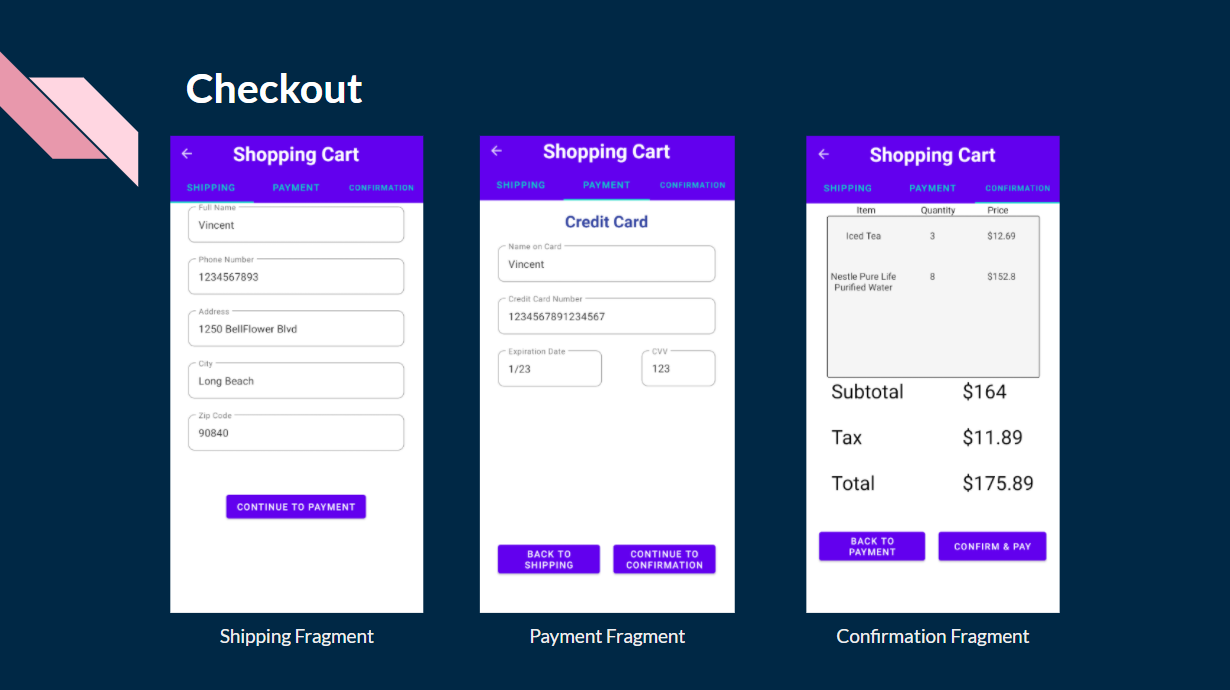 Checkout
Shopping Cart
SHIPPING PAYMENT CONFIRMATION
Full Name
Vincent
Phone Number
1234567893
Address
1250 BellFlower Blvd
City
Long Beach
Zip Code
90840
CONTINUE TO PAYMENT
Shipping Fragment
Shopping Cart
SHIPPING PAYMENT CONFIRMATION
Credit Card
Name on Card
Vincent
Credit Card Number
1234567891234567
Expiration Date CVV
1/23 123
BACK TO
SHIPPING
CONTINUE TO
CONFIRMATION
Payment Fragment
Shopping Cart
SHIPPING PAYMENT CONFIRMATION
Item Quantity Price
Iced Tea 3 $12.69
Nestle Pure Life 8 $152.8
Purified Water
Subtotal $164
Tax $11.89
Total $175.89
BACK TO
PAYMENT
CONFIRM & PAY
Confirmation Fragment